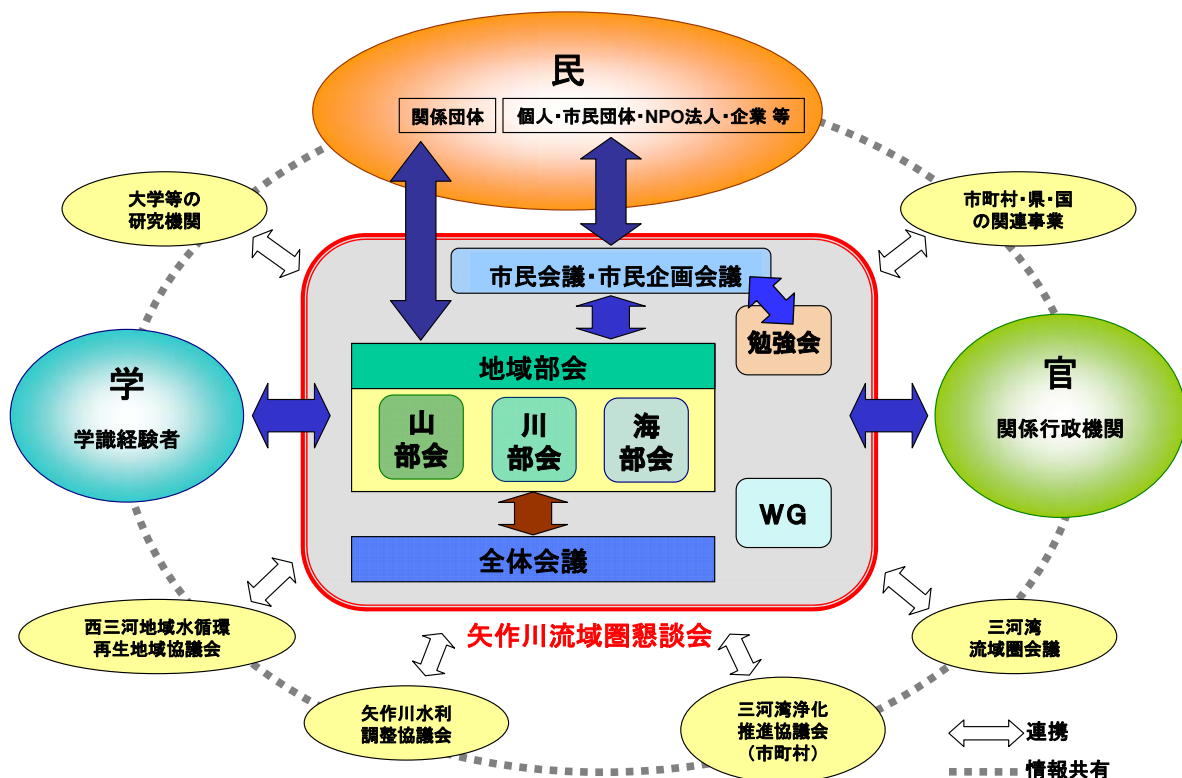 民
関係団体
個人・市民団体・NPO法人・企業 等
大学等の
研究機関
市町村・県・国
の関連事業
市民会議・市民企画会議
勉強会
地域部会
山
部会
川
部会
海
部会
学
学識経験者
官
関係行政機関
WG
全体会議
矢作川流域圏懇談会
西三河地域水循環
再生地域協議会
三河湾
流域圏会議
矢作川水利
調整協議会
三河湾浄化
推進協議会
（市町村）
連携
情報共有